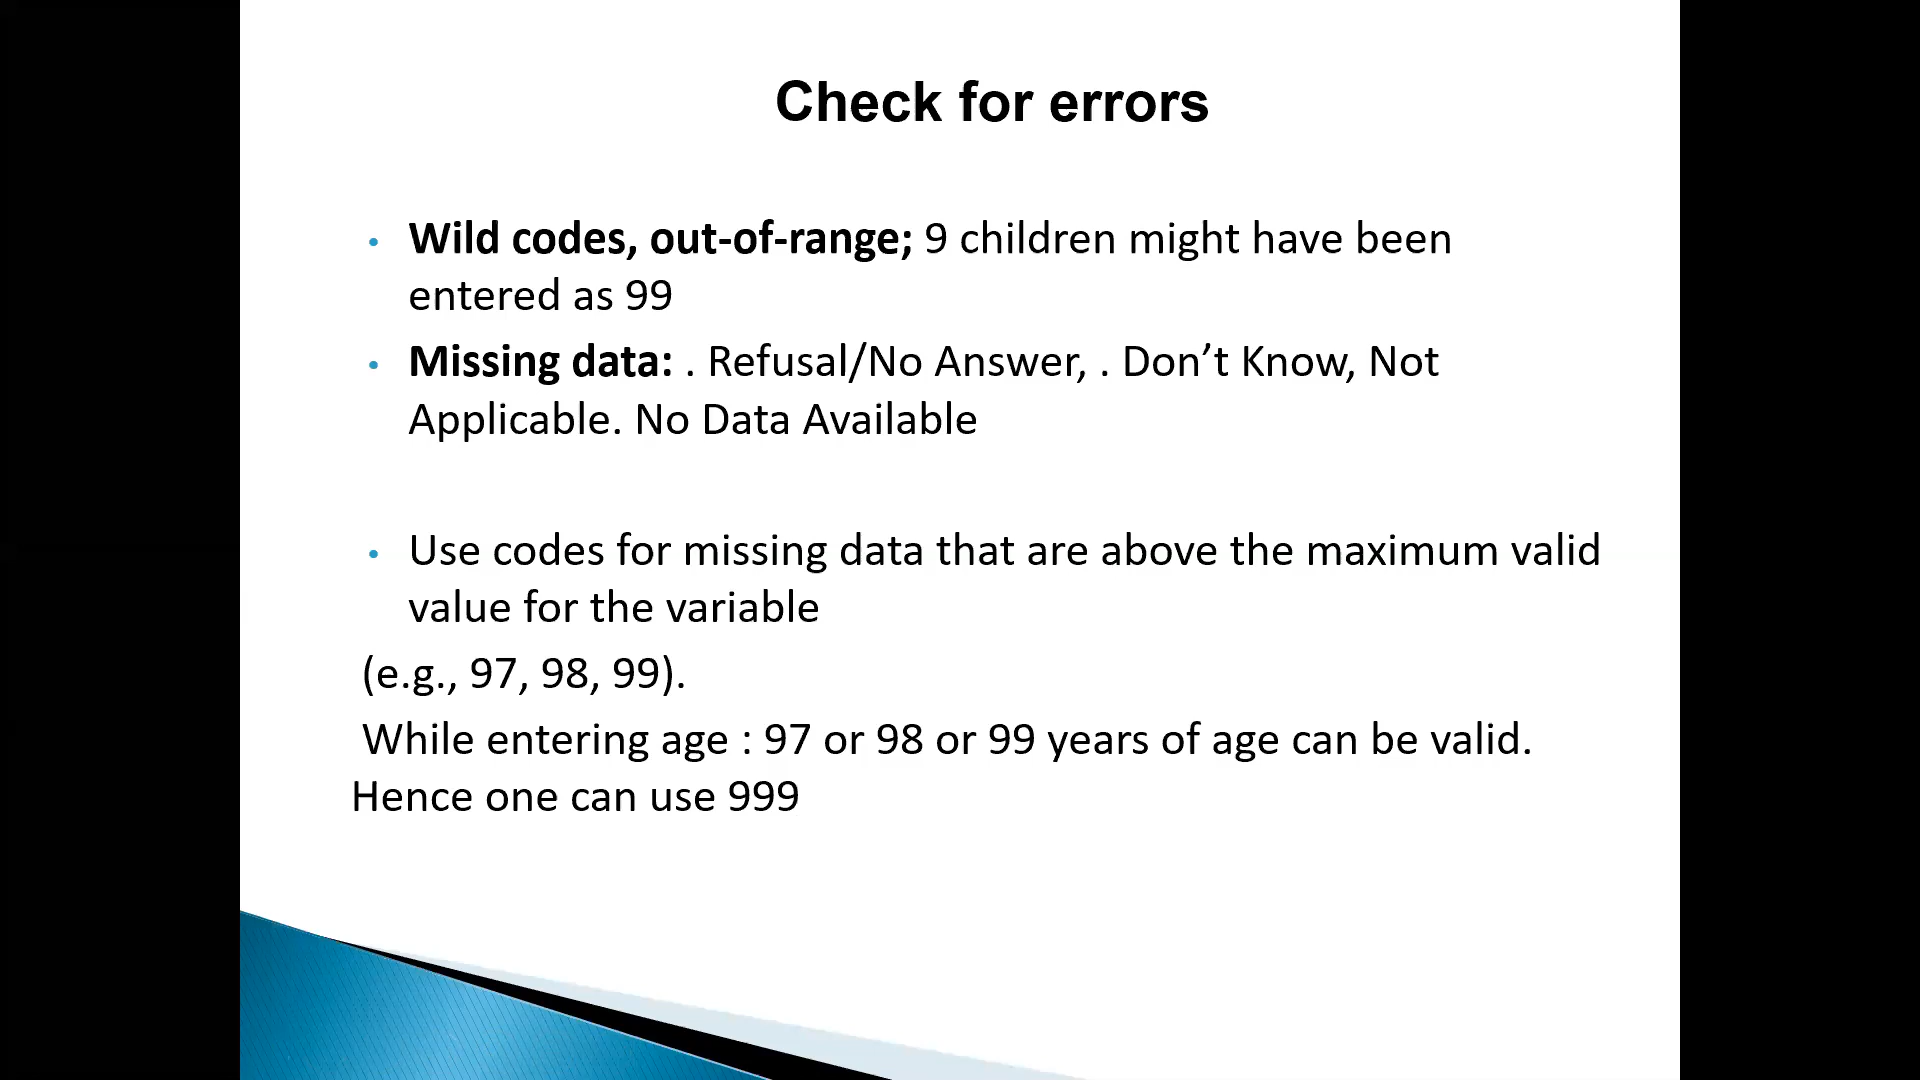 Check for errors
• Wild codes, out-of-range; 9 children might have been
entered as 99
• Missing data: . Refusal/No Answer, . Don’t Know, Not
Applicable. No Data Available
• Use codes for missing data that are above the maximum valid
value for the variable
(e.g., 97, 98, 99).
While entering age : 97 or 98 or 99 years of age can be valid.
Hence one can use 999